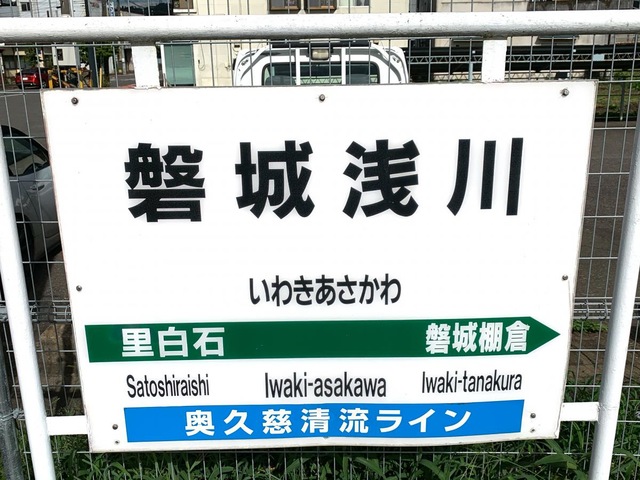 磐城浅川
いわきあさかわ
里白石 磐城棚倉
Satoshiraishi Iwaki-asakawa Iwaki-tanakura
奥久慈清流ライン